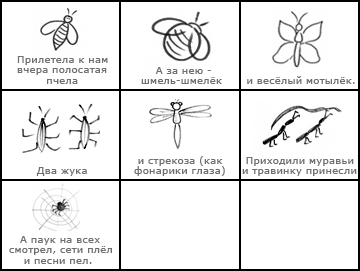 Прилетела к нам
вчера полосатая
пчела
А за нею -
шмель-шмелёк
и весёлый мотылёк.
Два жука
и стрекоза (как
фонарики глаза)
Приходили муравьи
и травинку принесли
А паук на всех
смотрел, сети плёл
и песни пел.